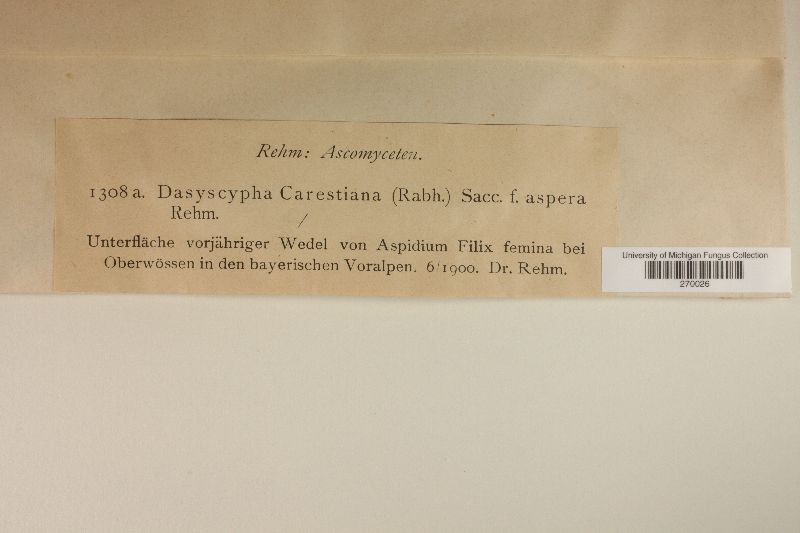 Rehm: Ascomyceten.
1308 a. Dasyscypha Carestiana (Rabh.) Sacc. f. aspera
Rehm.
Unterfläche vorjähriger Wedel von Aspidium Filix femina bei
Oberwössen in den bayerischen Voralpen. 6/1900. Dr. Rehm.
University of Michigan Fungus Collection
270026